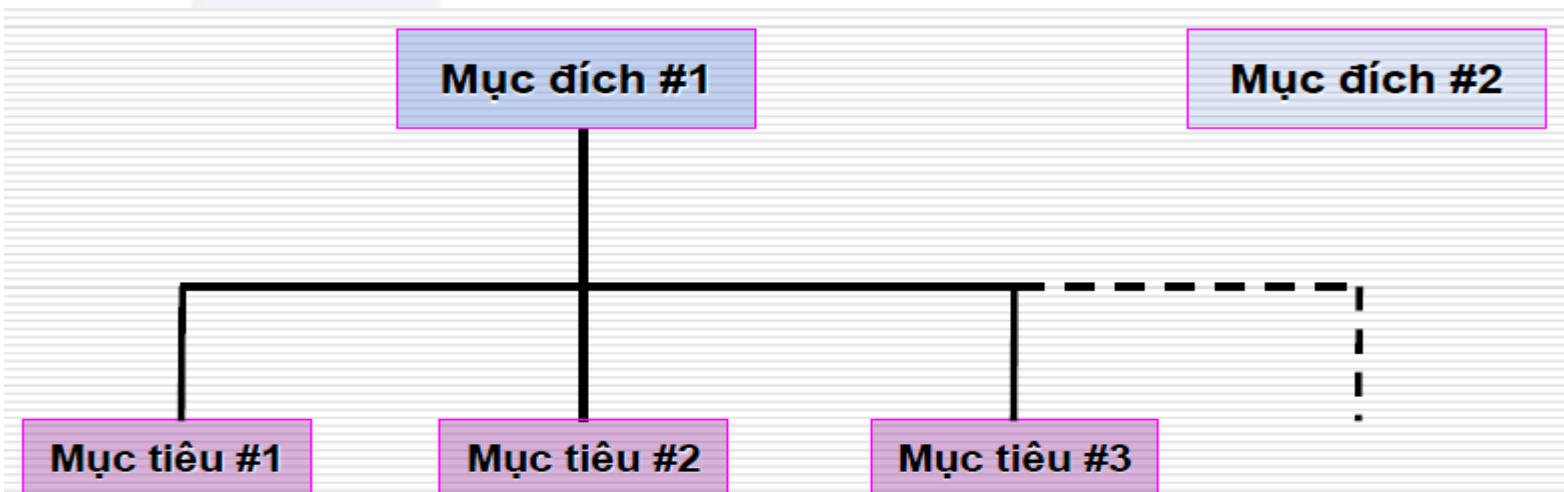 Mục đích #1
Mục đích #2
Mục tiêu #1
Mục tiêu #2
Mục tiêu #3